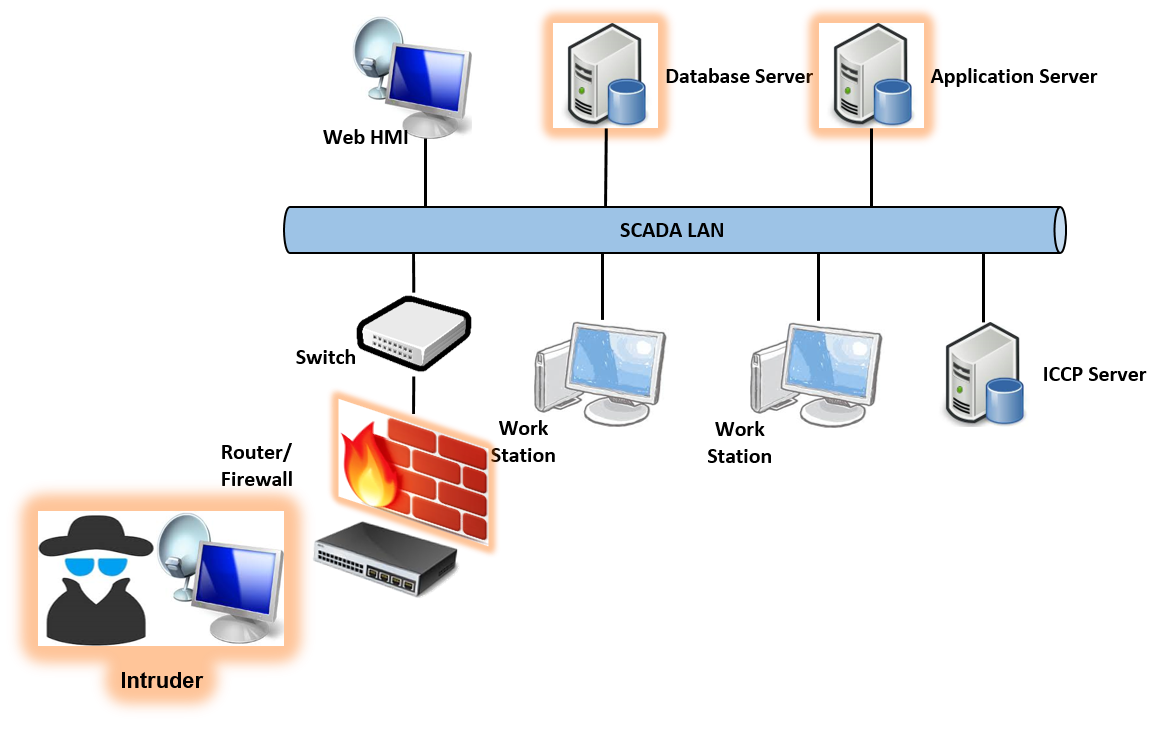 Web HMI
Database Server
Application Server
SCADA LAN
Switch
Work
Station
Work
Station
ICCP Server
Router/
Firewall
Intruder